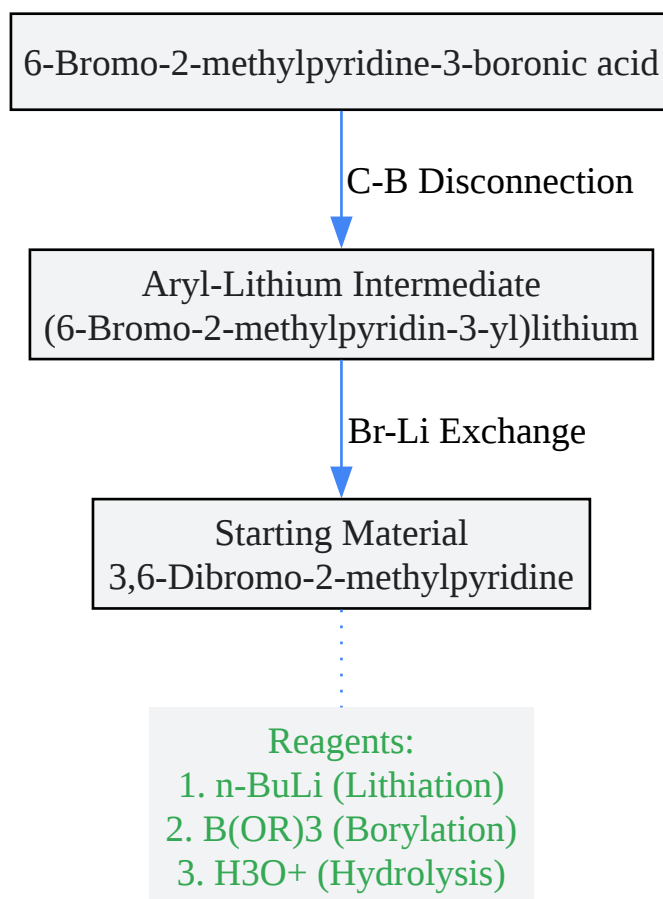 6-Bromo-2-methylpyridine-3-boronic acid
C-B Disconnection
Aryl-Lithium Intermediate
(6-Bromo-2-methylpyridin-3-yl)lithium
Br-Li Exchange
Starting Material
3,6-Dibromo-2-methylpyridine
Reagents:
1. n-BuLi (Lithiation)
2. B(OR)3 (Borylation)
3. H3O+ (Hydrolysis)